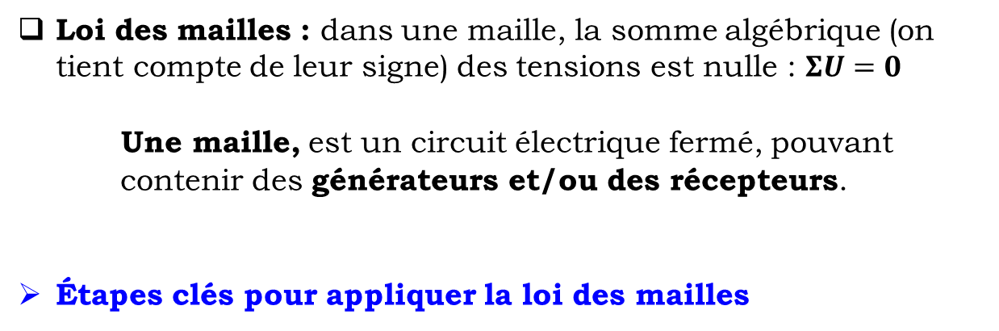 ❑ Loi des mailles : dans une maille, la somme algébrique (on
tient compte de leur signe) des tensions est nulle : Σ𝑼 = 0
Une maille, est un circuit électrique fermé, pouvant
contenir des générateurs et/ou des récepteurs.
➢ Étapes clés pour appliquer la loi des mailles